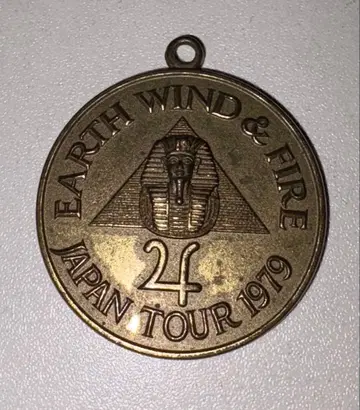 EARTH WIND & FIRE
♃
JAPAN TOUR 1979